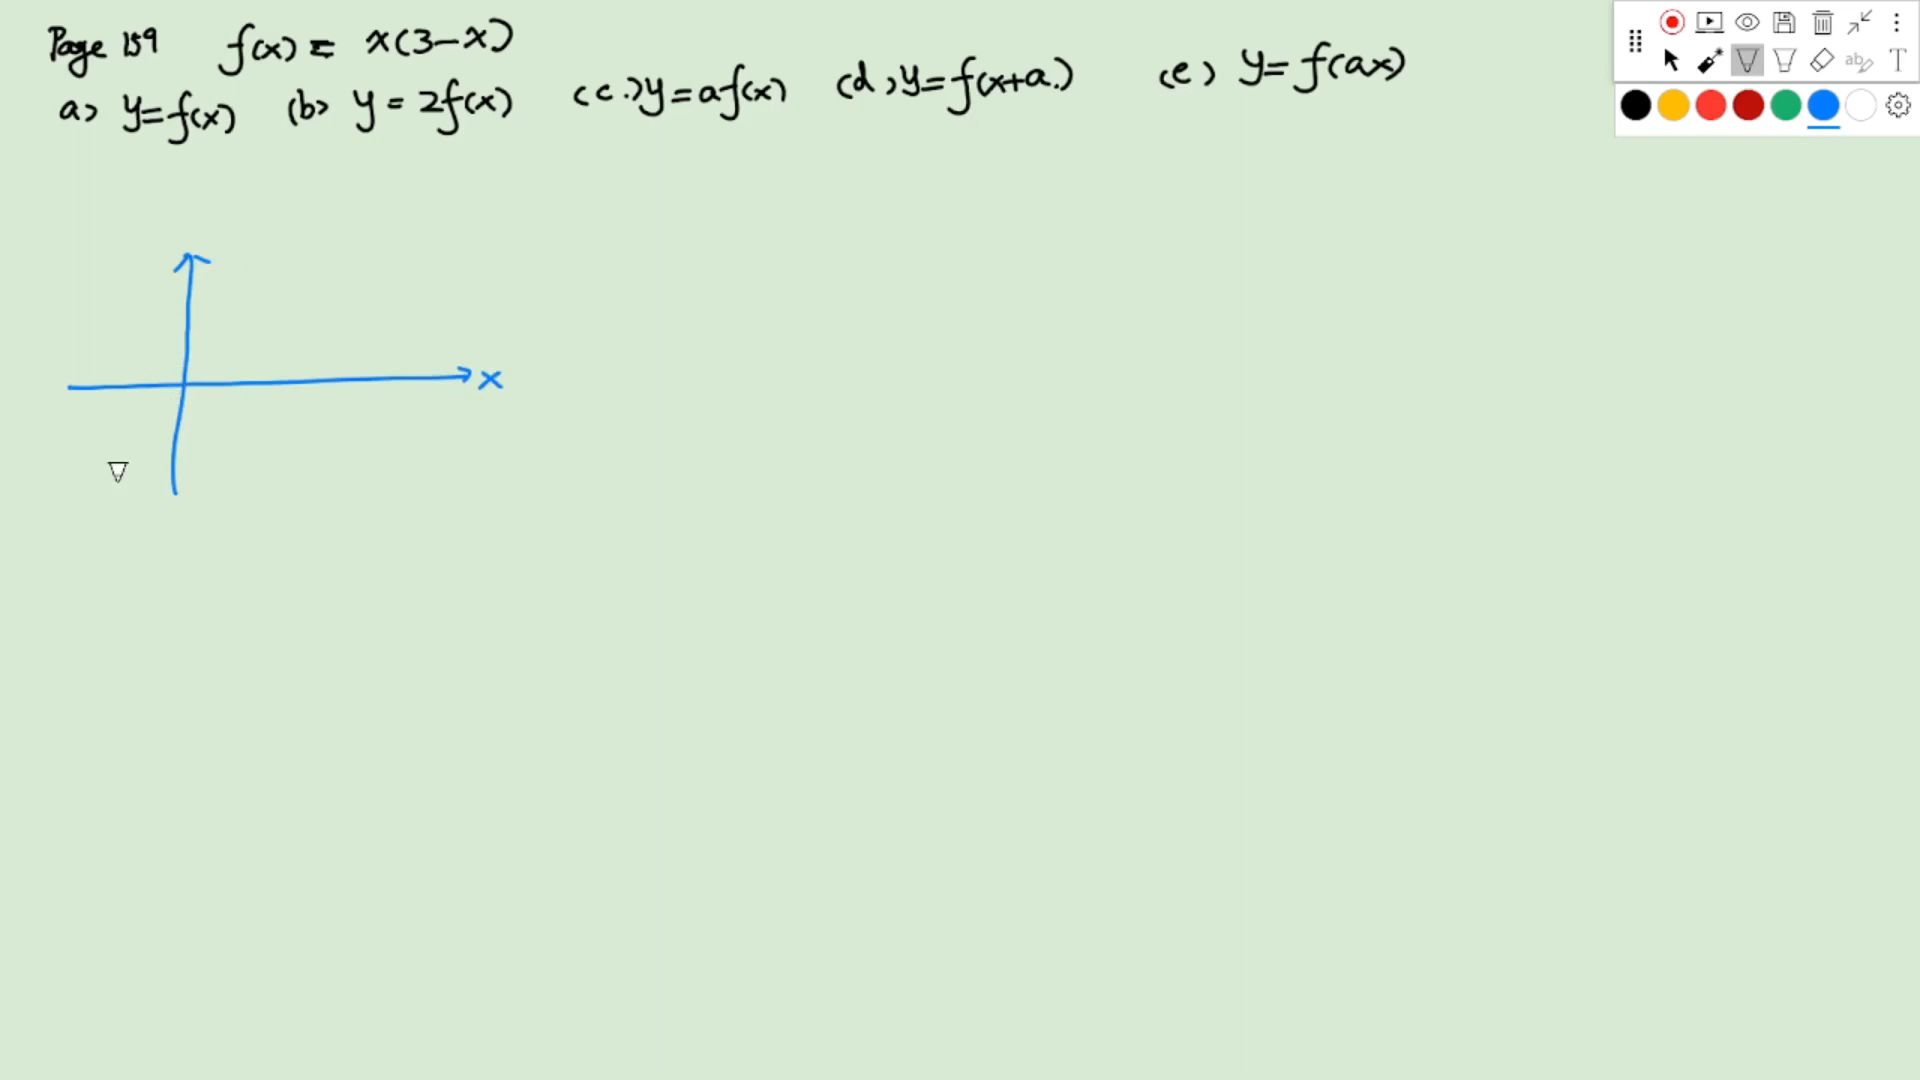 Page 159 f(x) = x(3-x)
a) y=f(x) (b) y = 2f(x) (c.) y=af(x) (d) y=f(x+a.) (e) y=f(ax)
x